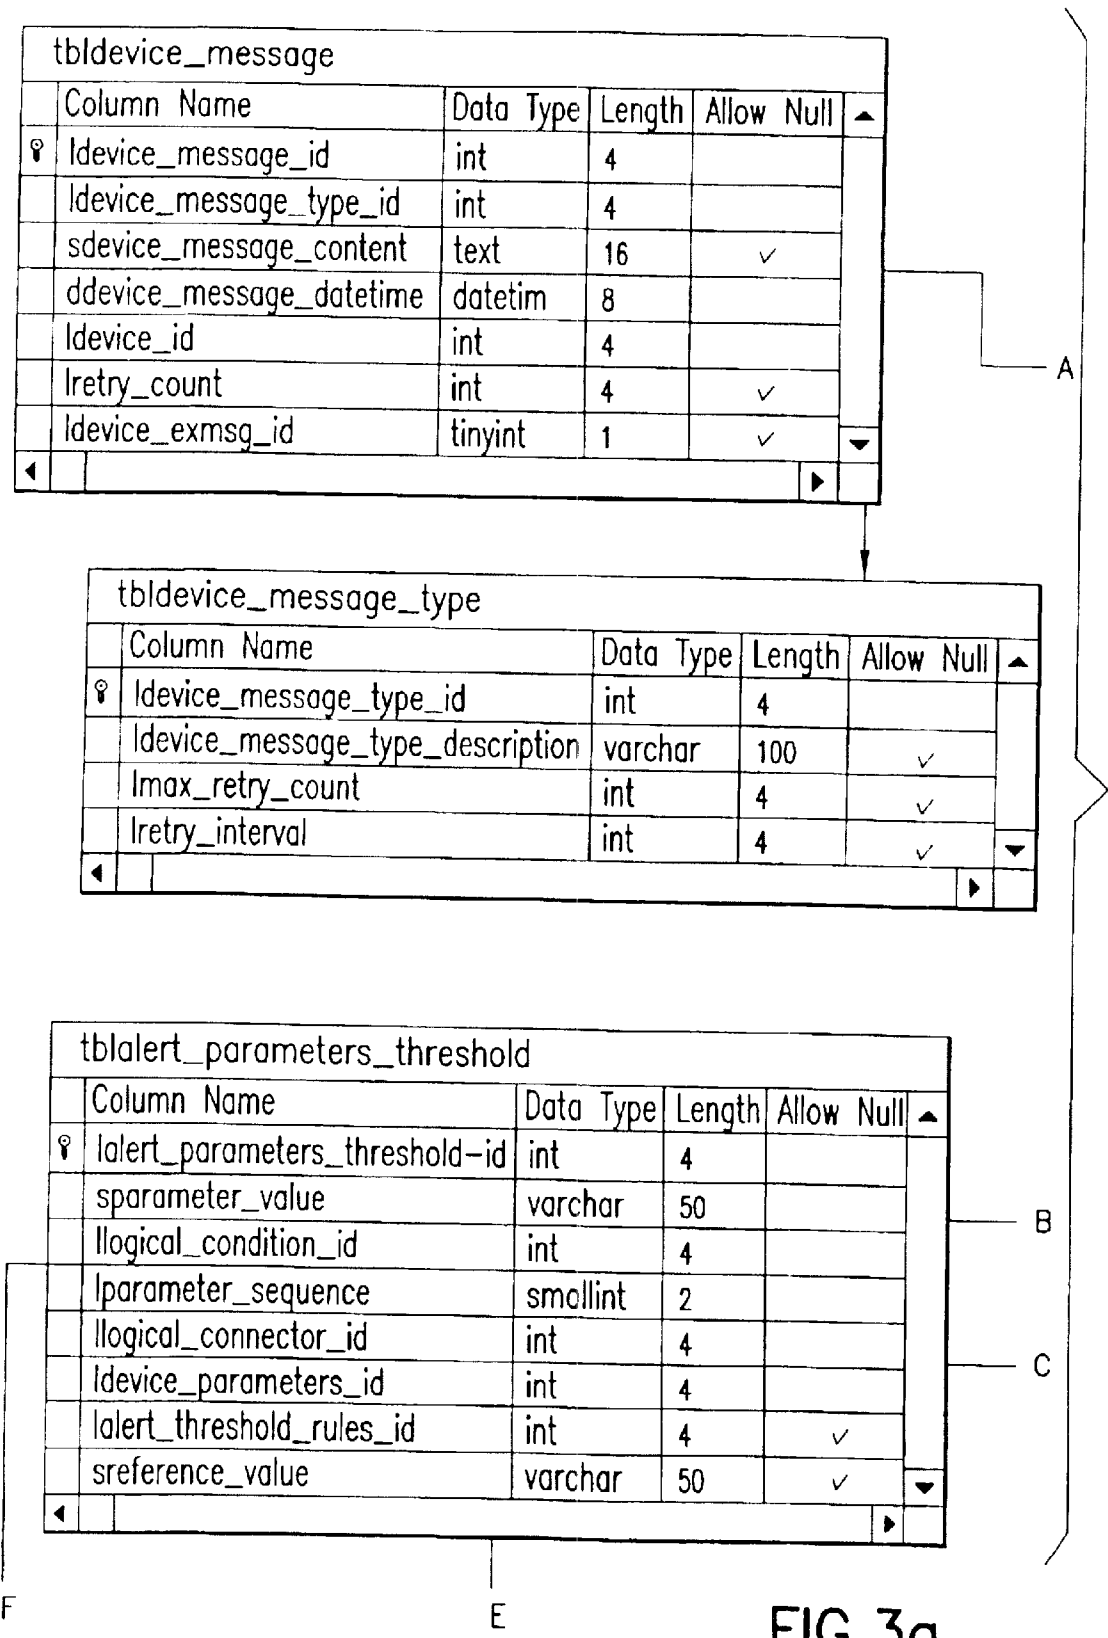 tbldevice_message
Column Name Data Type Length Allow Null
ldevice_message_id int 4
ldevice_message_type_id int 4
sdevice_message_content text 16 ✓
ddevice_message_datetime datetim 8
ldevice_id int 4
lretry_count int 4 ✓
ldevice_exmsg_id tinyint 1 ✓
A
tbldevice_message_type
Column Name Data Type Length Allow Null
ldevice_message_type_id int 4
ldevice_message_type_description varchar 100 ✓
lmax_retry_count int 4 ✓
lretry_interval int 4 ✓
tblalert_parameters_threshold
Column Name Data Type Length Allow Null
lalert_parameters_threshold-id int 4
sparameter_value varchar 50
B
llogical_condition_id int 4
lparameter_sequence smallint 2
llogical_connector_id int 4
C
ldevice_parameters_id int 4
lalert_threshold_rules_id int 4 ✓
sreference_value varchar 50 ✓
F
E
FIG. 3a